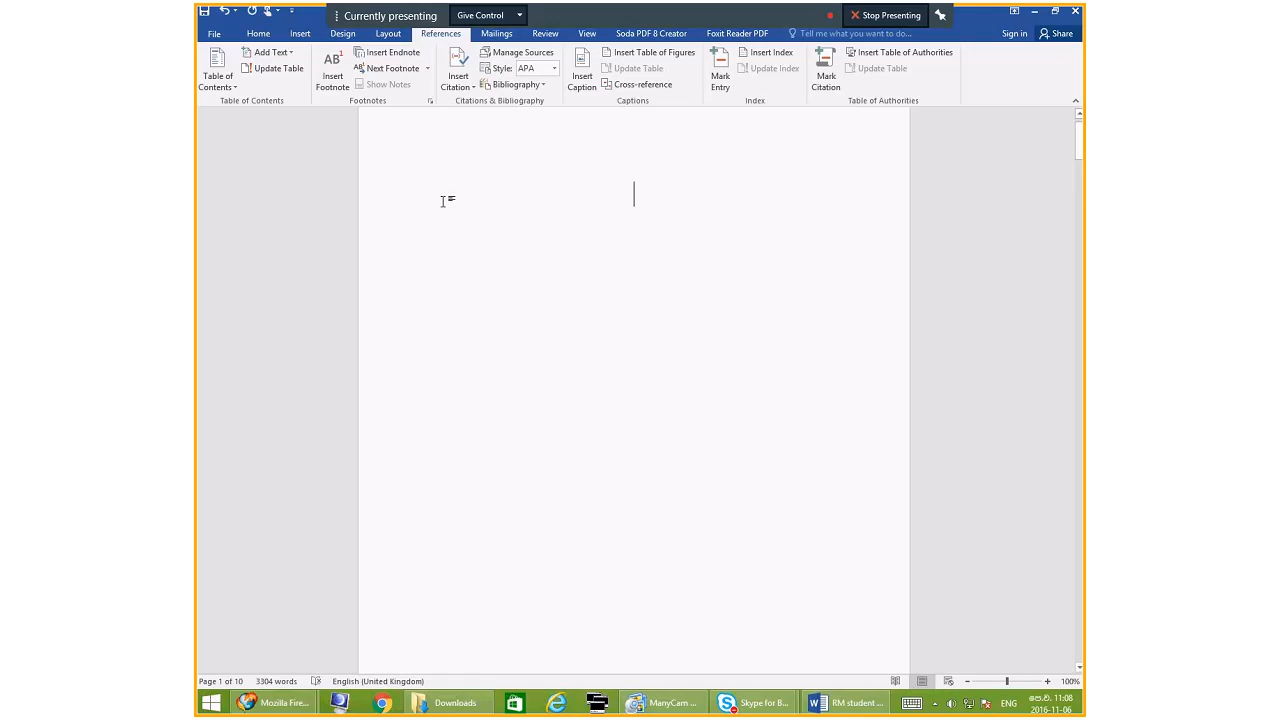 Currently presenting Give Control Stop Presenting
File Home Insert Design Layout References Mailings Review View Soda PDF 8 Creator Foxit Reader PDF Tell me what you want to do... Sign in Share
Table of Contents
Add Text
Update Table
Table of Contents
AB1
Insert Footnote
Insert Endnote
Next Footnote
Show Notes
Footnotes
Insert Citation
Manage Sources
Style: APA
Bibliography
Citations & Bibliography
Insert Caption
Insert Table of Figures
Update Table
Cross-reference
Captions
Mark Entry
Insert Index
Update Index
Index
Mark Citation
Insert Table of Authorities
Update Table
Table of Authorities
Page 1 of 10 3304 words English (United Kingdom) 100%
Mozilla Fire... Downloads ManyCam ... Skype for B... RM student ... ENG 11:08
2016-11-06